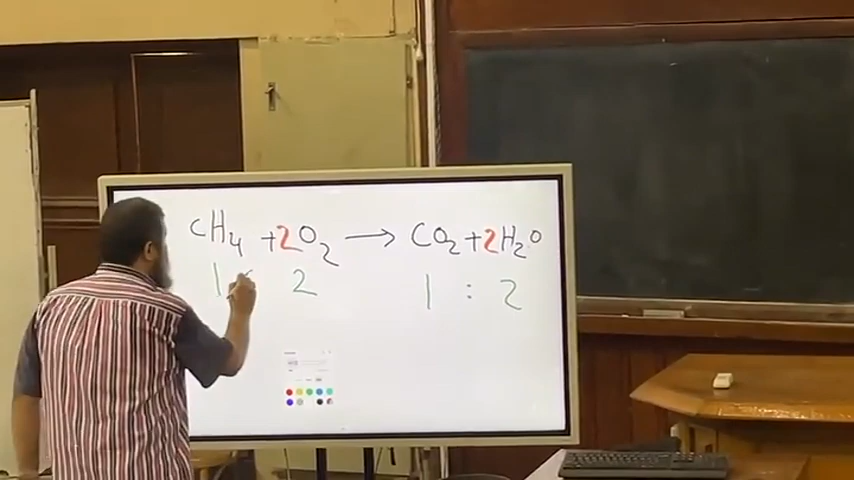 CH₄ + 2O₂ → CO₂ + 2H₂O
1 2 1 : 2